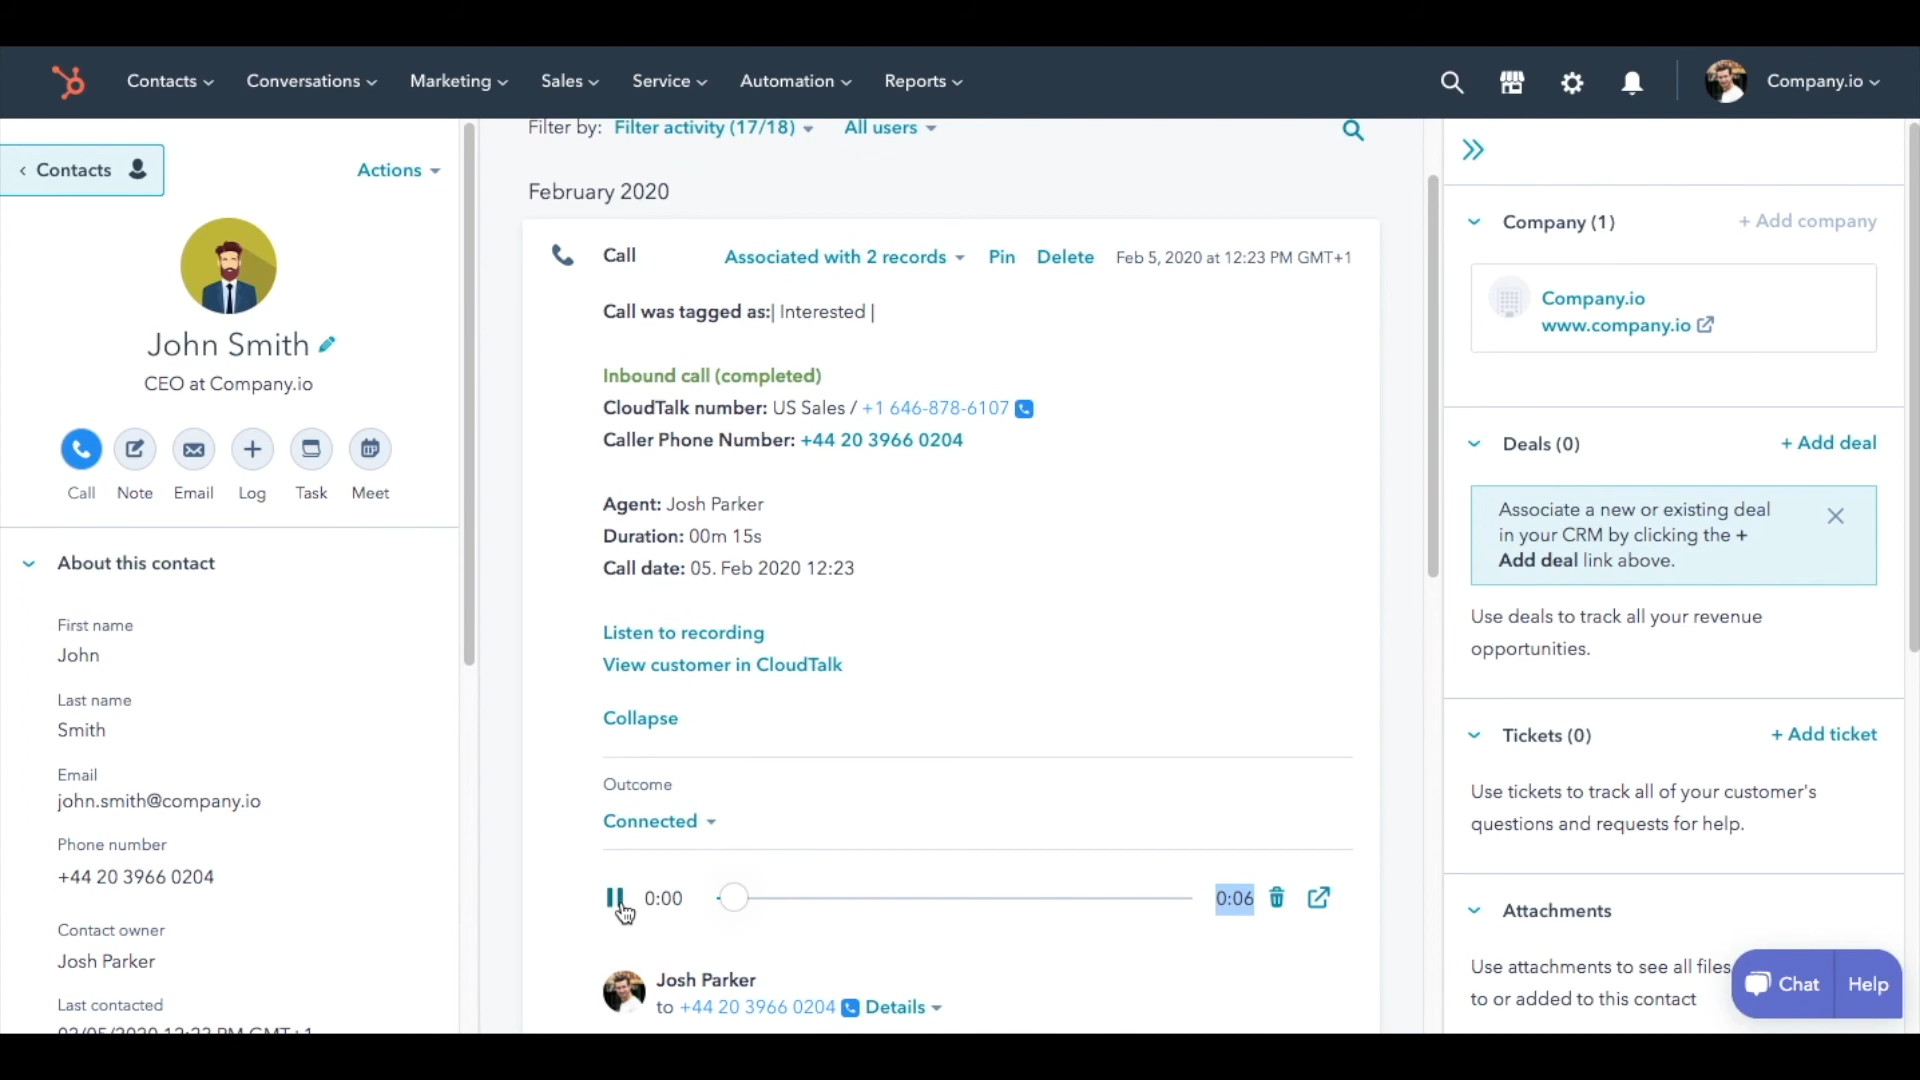 Contacts
Conversations
Marketing
Sales
Service
Automation
Reports
Company.io
Contacts
Actions
John Smith
CEO at Company.io
Call
Note
Email
Log
Task
Meet
About this contact
First name
John
Last name
Smith
Email
john.smith@company.io
Phone number
+44 20 3966 0204
Contact owner
Josh Parker
Last contacted
02/05/2020 12:23 PM GMT+1
Filter by: Filter activity (17/18) All users
February 2020
Call Associated with 2 records Pin Delete Feb 5, 2020 at 12:23 PM GMT+1
Call was tagged as:| Interested |
Inbound call (completed)
CloudTalk number: US Sales / +1 646-878-6107
Caller Phone Number: +44 20 3966 0204
Agent: Josh Parker
Duration: 00m 15s
Call date: 05. Feb 2020 12:23
Listen to recording
View customer in CloudTalk
Collapse
Outcome
Connected
0:00 0:06
Josh Parker
to +44 20 3966 0204 Details
Company (1) + Add company
Company.io
www.company.io
Deals (0) + Add deal
Associate a new or existing deal
in your CRM by clicking the +
Add deal link above.
Use deals to track all your revenue
opportunities.
Tickets (0) + Add ticket
Use tickets to track all of your customer's
questions and requests for help.
Attachments
Use attachments to see all files
to or added to this contact
Chat Help